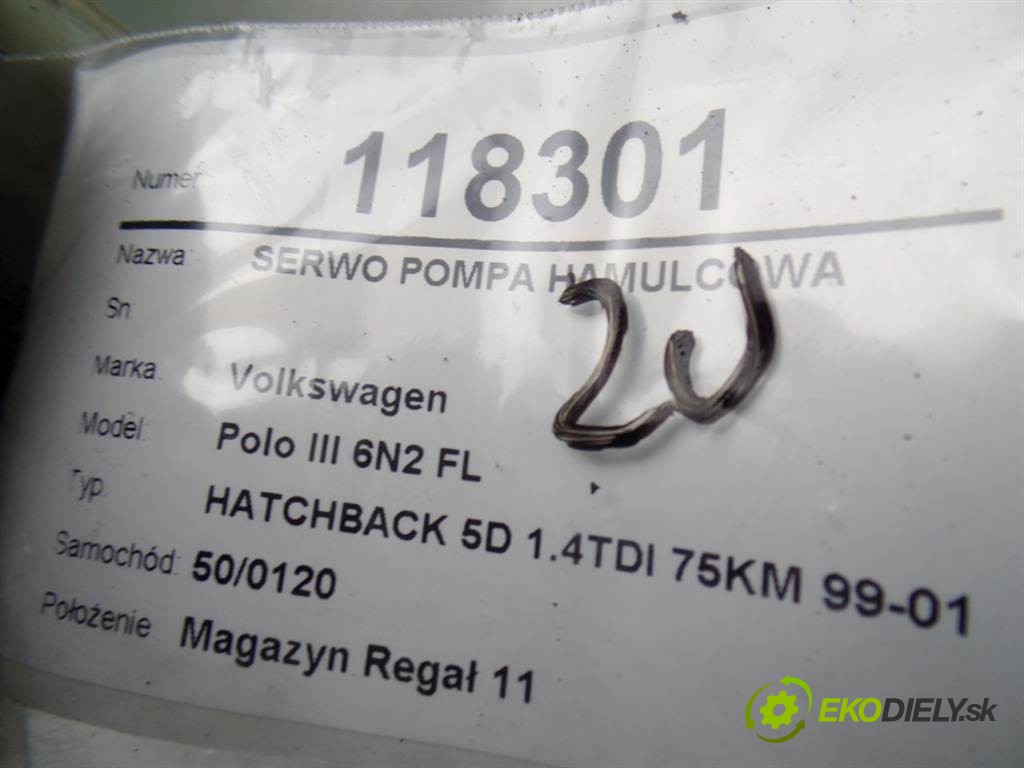 Numer: 118301
Nazwa: SERWO POMPA HAMULCOWA
Sn:
Marka: Volkswagen
Model: Polo III 6N2 FL
Typ: HATCHBACK 5D 1.4TDI 75KM 99-01
Samochód: 50/0120
Położenie Magazyn Regał 11
EKODIELY.sk